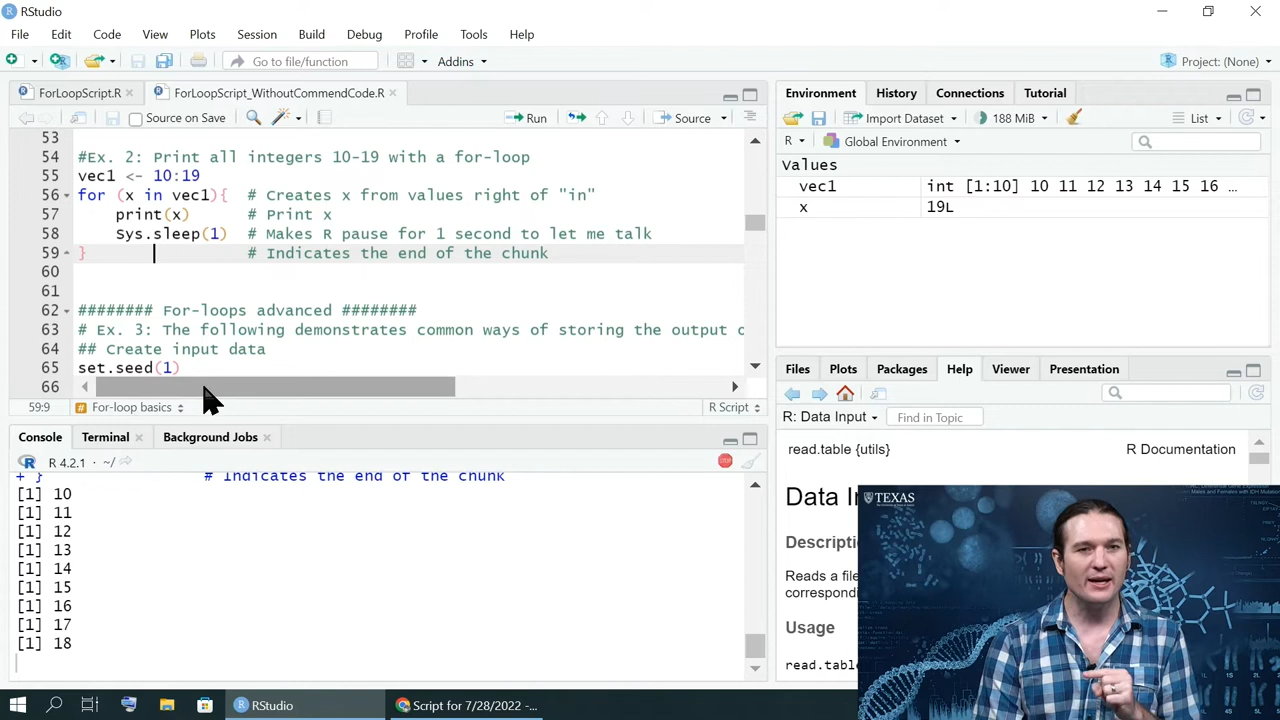 RStudio
File Edit Code View Plots Session Build Debug Profile Tools Help
Go to file/function Addins Project: (None)
ForLoopScript.R ForLoopScript_WithoutCommendCode.R
Source on Save Run Source
53
54 #Ex. 2: Print all integers 10-19 with a for-loop
55 vec1 <- 10:19
56 for (x in vec1){ # Creates x from values right of "in"
57 print(x) # Print x
58 Sys.sleep(1) # Makes R pause for 1 second to let me talk
59 } # Indicates the end of the chunk
60
61
62 ######## For-loops advanced ########
63 # Ex. 3: The following demonstrates common ways of storing the output
64 ## Create input data
65 set.seed(1)
66
59:9 # For-loop basics R Script
Console Terminal Background Jobs
R R 4.2.1 · ~/
STOP
+ } # Indicates the end of the chunk
[1] 10
[1] 11
[1] 12
[1] 13
[1] 14
[1] 15
[1] 16
[1] 17
[1] 18
Environment History Connections Tutorial
Import Dataset 188 MiB List
R Global Environment
Values
vec1 int [1:10] 10 11 12 13 14 15 16 ...
x 19L
Files Plots Packages Help Viewer Presentation
R: Data Input Find in Topic
read.table {utils} R Documentation
Data In
Descripti
Reads a file
correspond
Usage
read.table
TEXAS
RStudio Script for 7/28/2022 -...